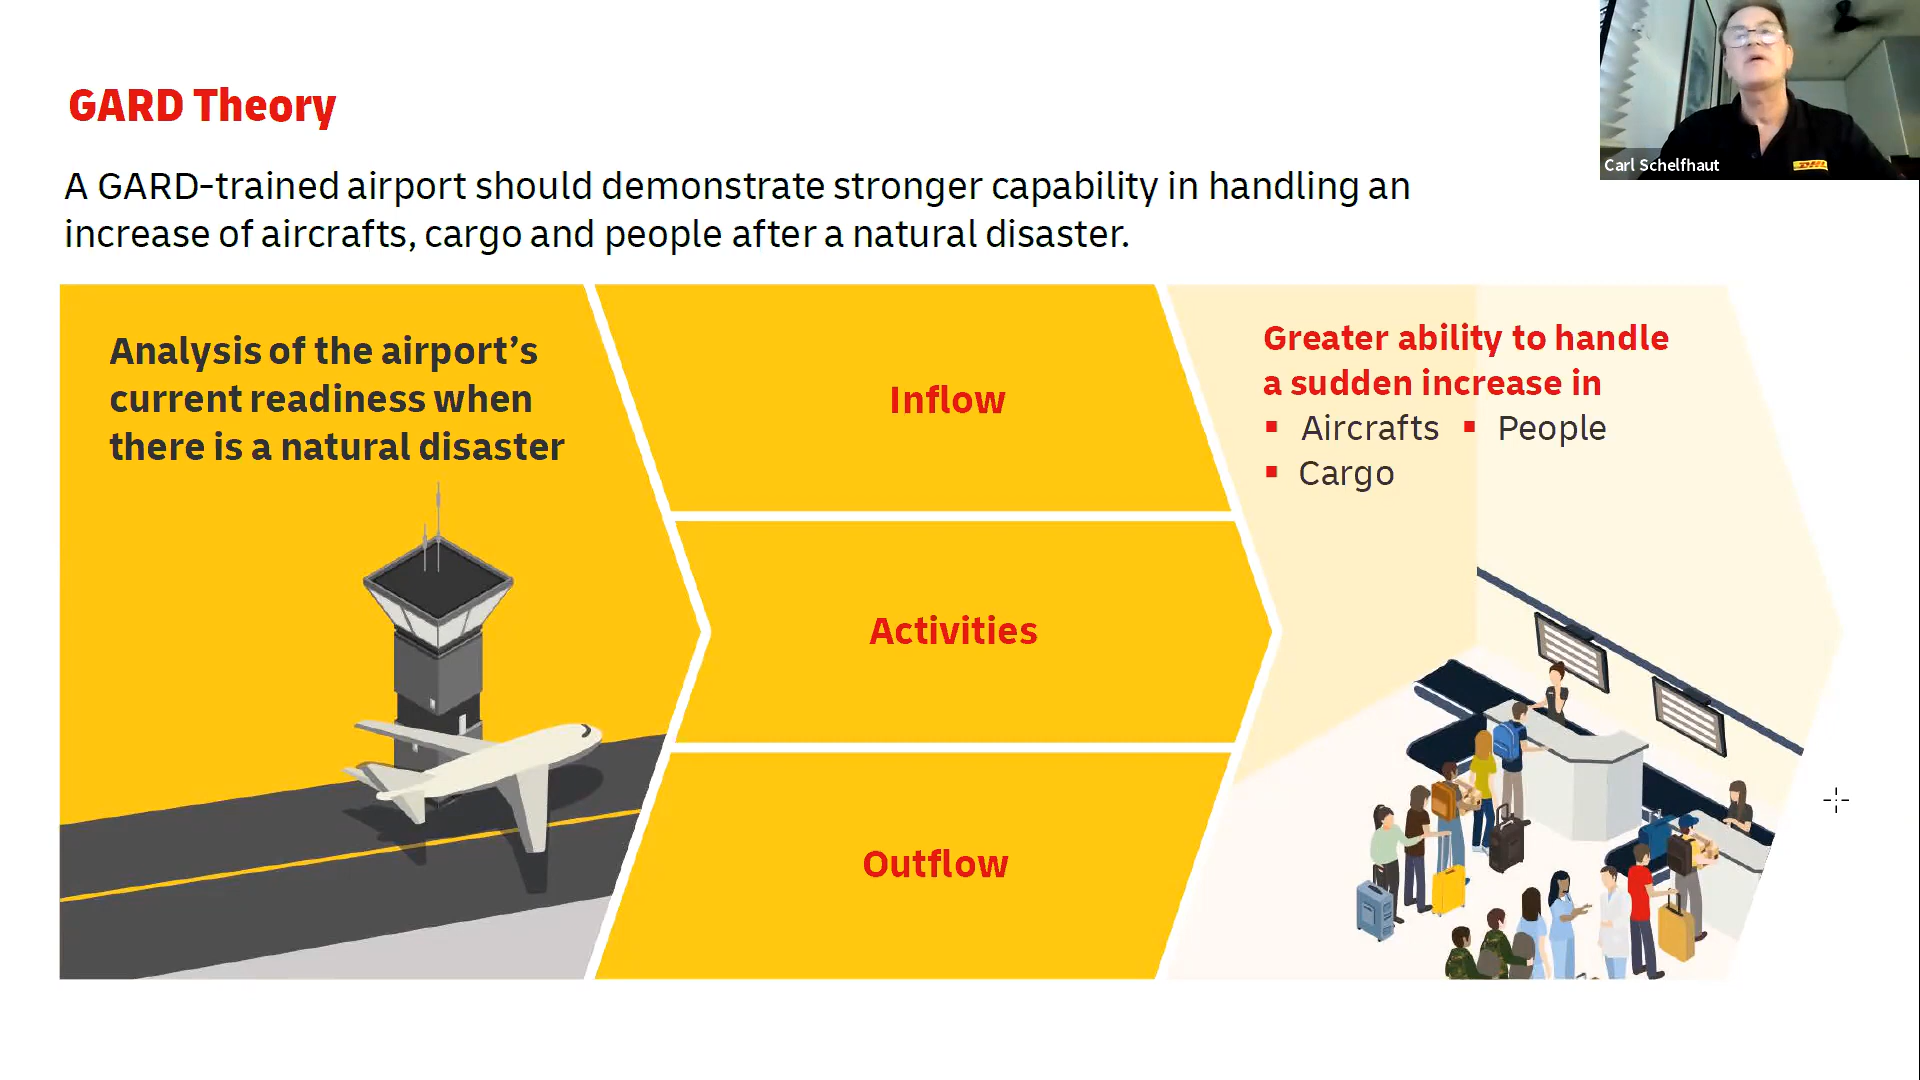 GARD Theory
A GARD-trained airport should demonstrate stronger capability in handling an
increase of aircrafts, cargo and people after a natural disaster.
Analysis of the airport's
current readiness when
there is a natural disaster
Inflow
Activities
Outflow
Greater ability to handle
a sudden increase in
▪ Aircrafts ▪ People
▪ Cargo
Carl Schelfhaut
DHL